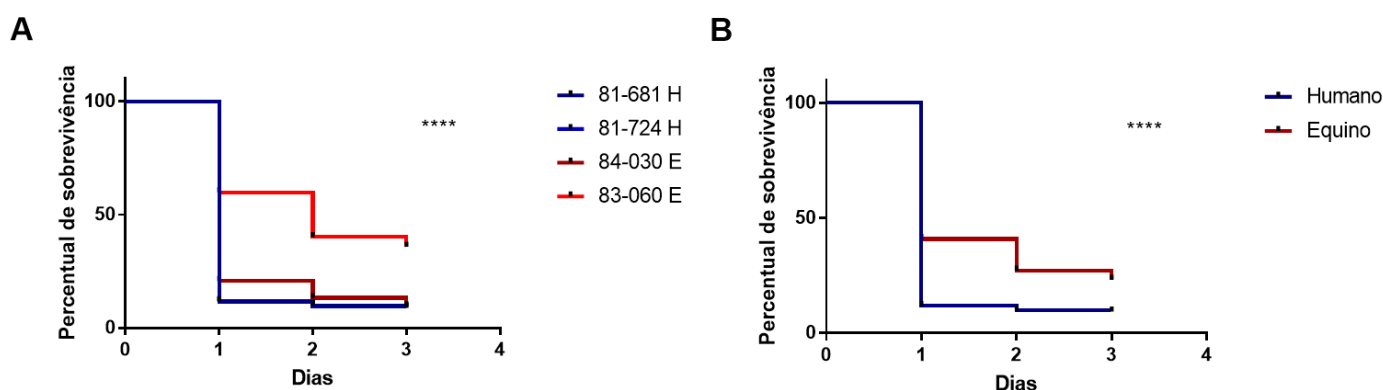 A
Percentual de sobrevivência
100
50
0
0 1 2 3 4
Dias
****
81-681 H
81-724 H
84-030 E
83-060 E
B
Percentual de sobrevivência
100
50
0
0 1 2 3 4
Dias
****
Humano
Equino